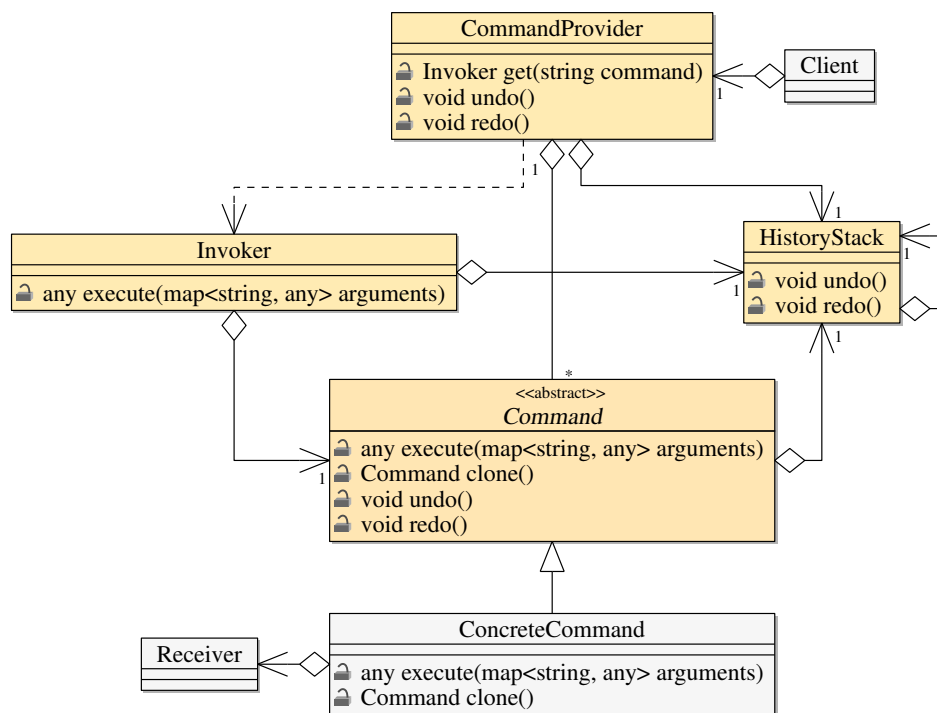 CommandProvider
Invoker get(string command)
void undo()
void redo()
1
Client
1
1
Invoker
any execute(map<string, any> arguments)
1
HistoryStack
void undo()
void redo()
1
1
*
<<abstract>>
Command
any execute(map<string, any> arguments)
Command clone()
void undo()
void redo()
1
ConcreteCommand
any execute(map<string, any> arguments)
Command clone()
Receiver